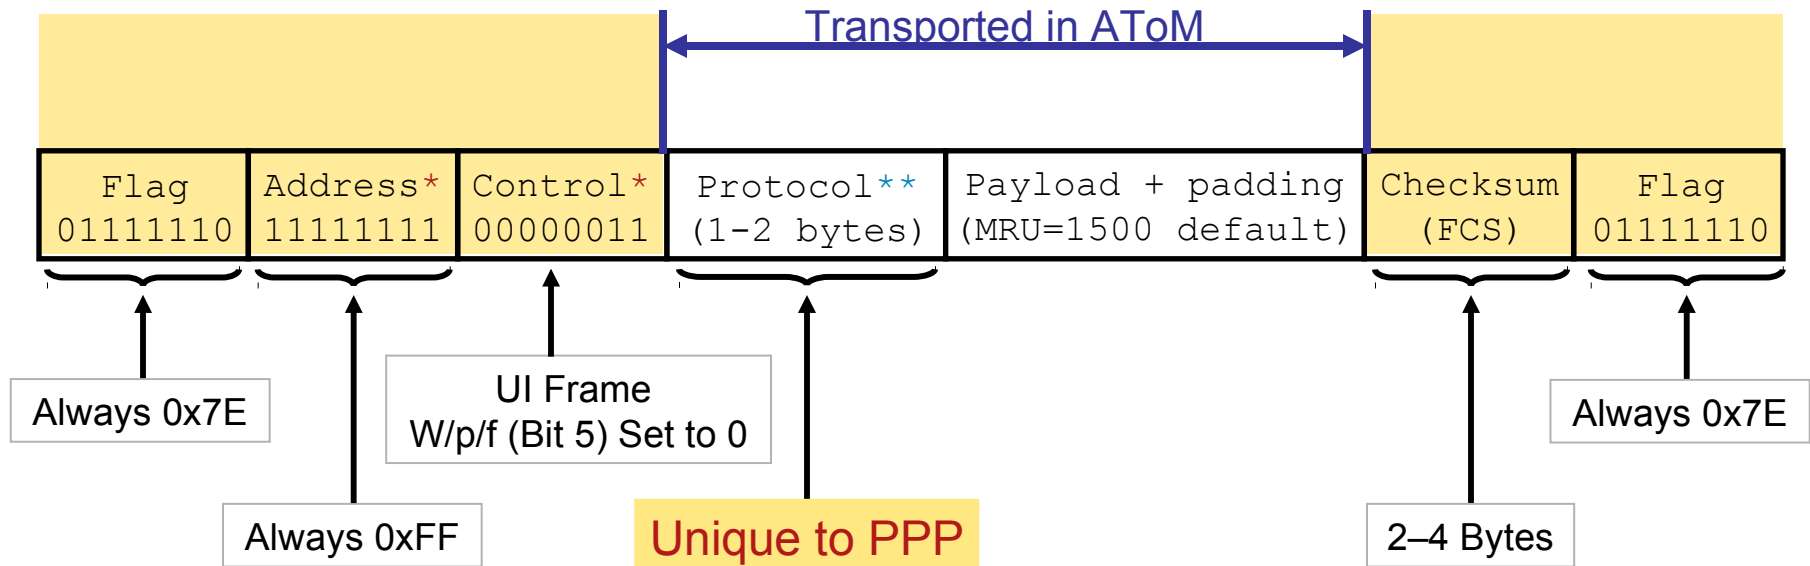 Transported in AToM
Flag
01111110
Address*
11111111
Control*
00000011
Protocol**
(1-2 bytes)
Payload + padding
(MRU=1500 default)
Checksum
(FCS)
Flag
01111110
Always 0x7E
Always 0xFF
UI Frame
W/p/f (Bit 5) Set to 0
Unique to PPP
2–4 Bytes
Always 0x7E